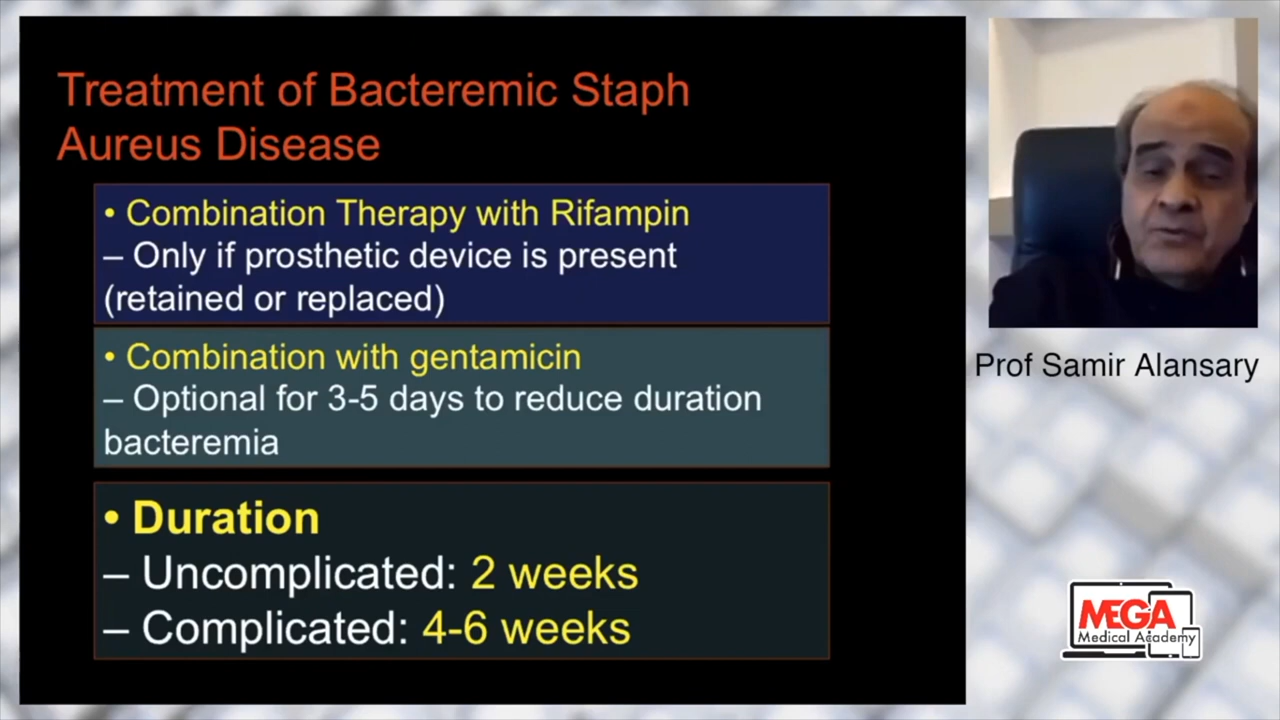 Treatment of Bacteremic Staph
Aureus Disease
• Combination Therapy with Rifampin
– Only if prosthetic device is present
(retained or replaced)
• Combination with gentamicin
– Optional for 3-5 days to reduce duration
bacteremia
• Duration
– Uncomplicated: 2 weeks
– Complicated: 4-6 weeks
Prof Samir Alansary
MEGA
Medical Academy